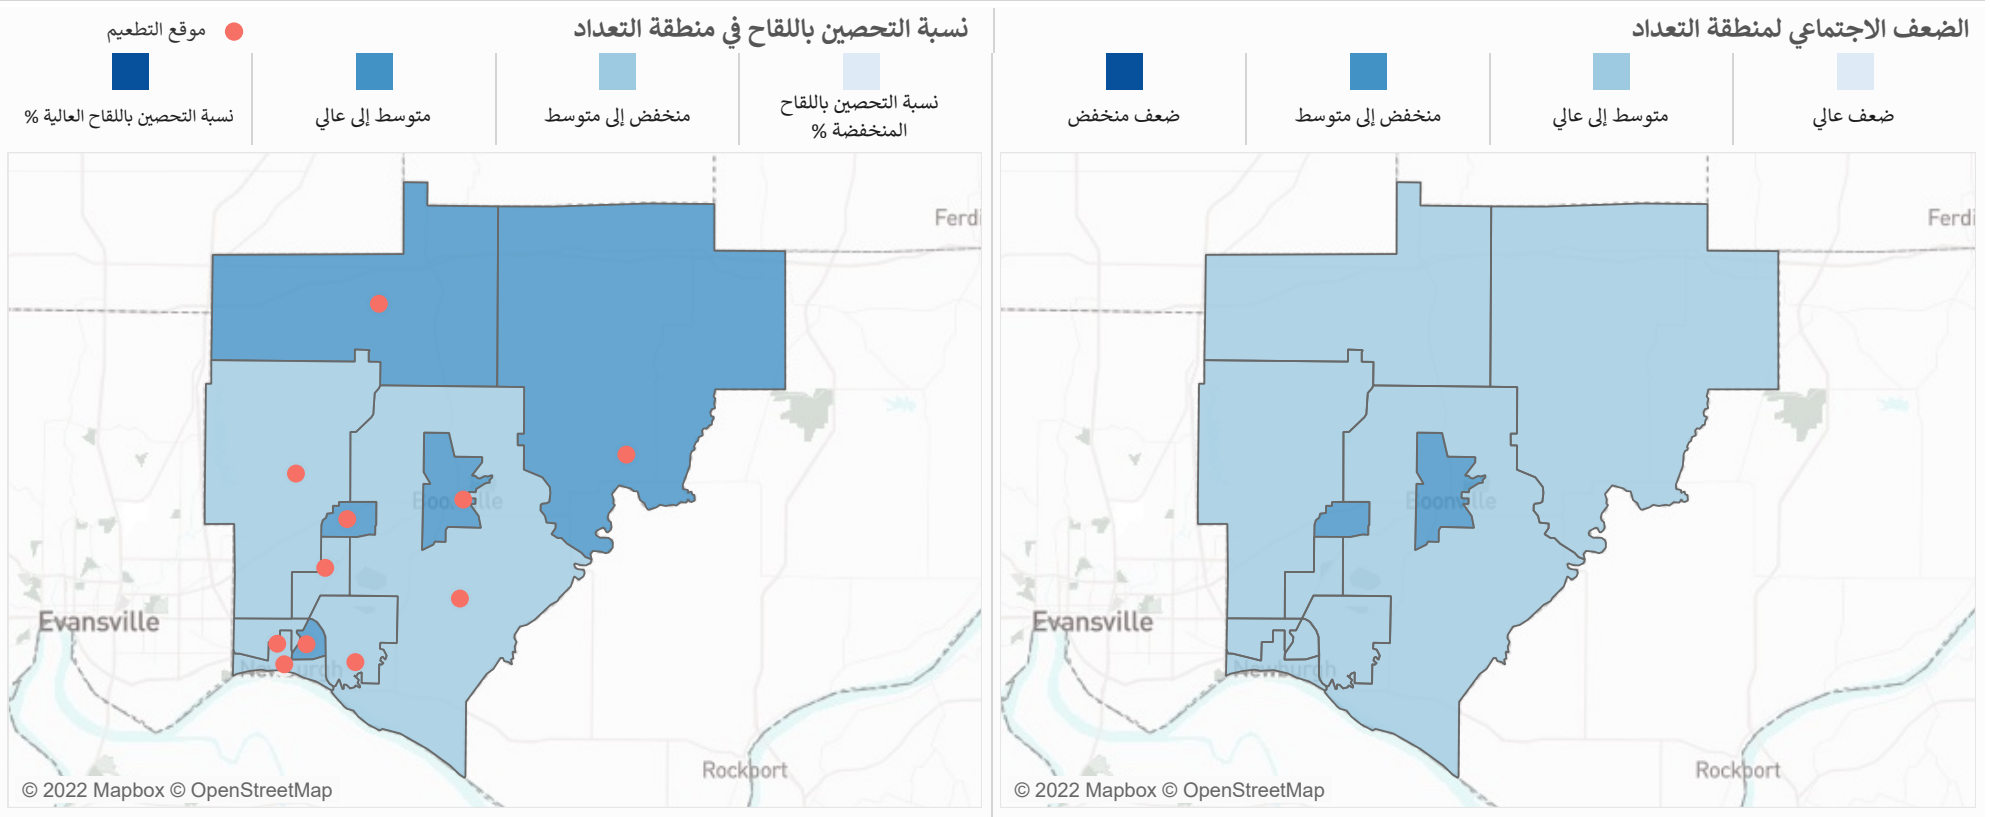 الضعف الاجتماعي لمنطقة التعداد
ضعف عالي
متوسط إلى عالي
منخفض إلى متوسط
ضعف منخفض
Ferdi
Boonville
Evansville
Newburgh
Rockport
© 2022 Mapbox © OpenStreetMap
نسبة التحصين باللقاح في منطقة التعداد
موقع التطعيم
نسبة التحصين باللقاح
المنخفضة %
منخفض إلى متوسط
متوسط إلى عالي
نسبة التحصين باللقاح العالية %
Ferdi
Boonville
Evansville
Newburgh
Rockport
© 2022 Mapbox © OpenStreetMap